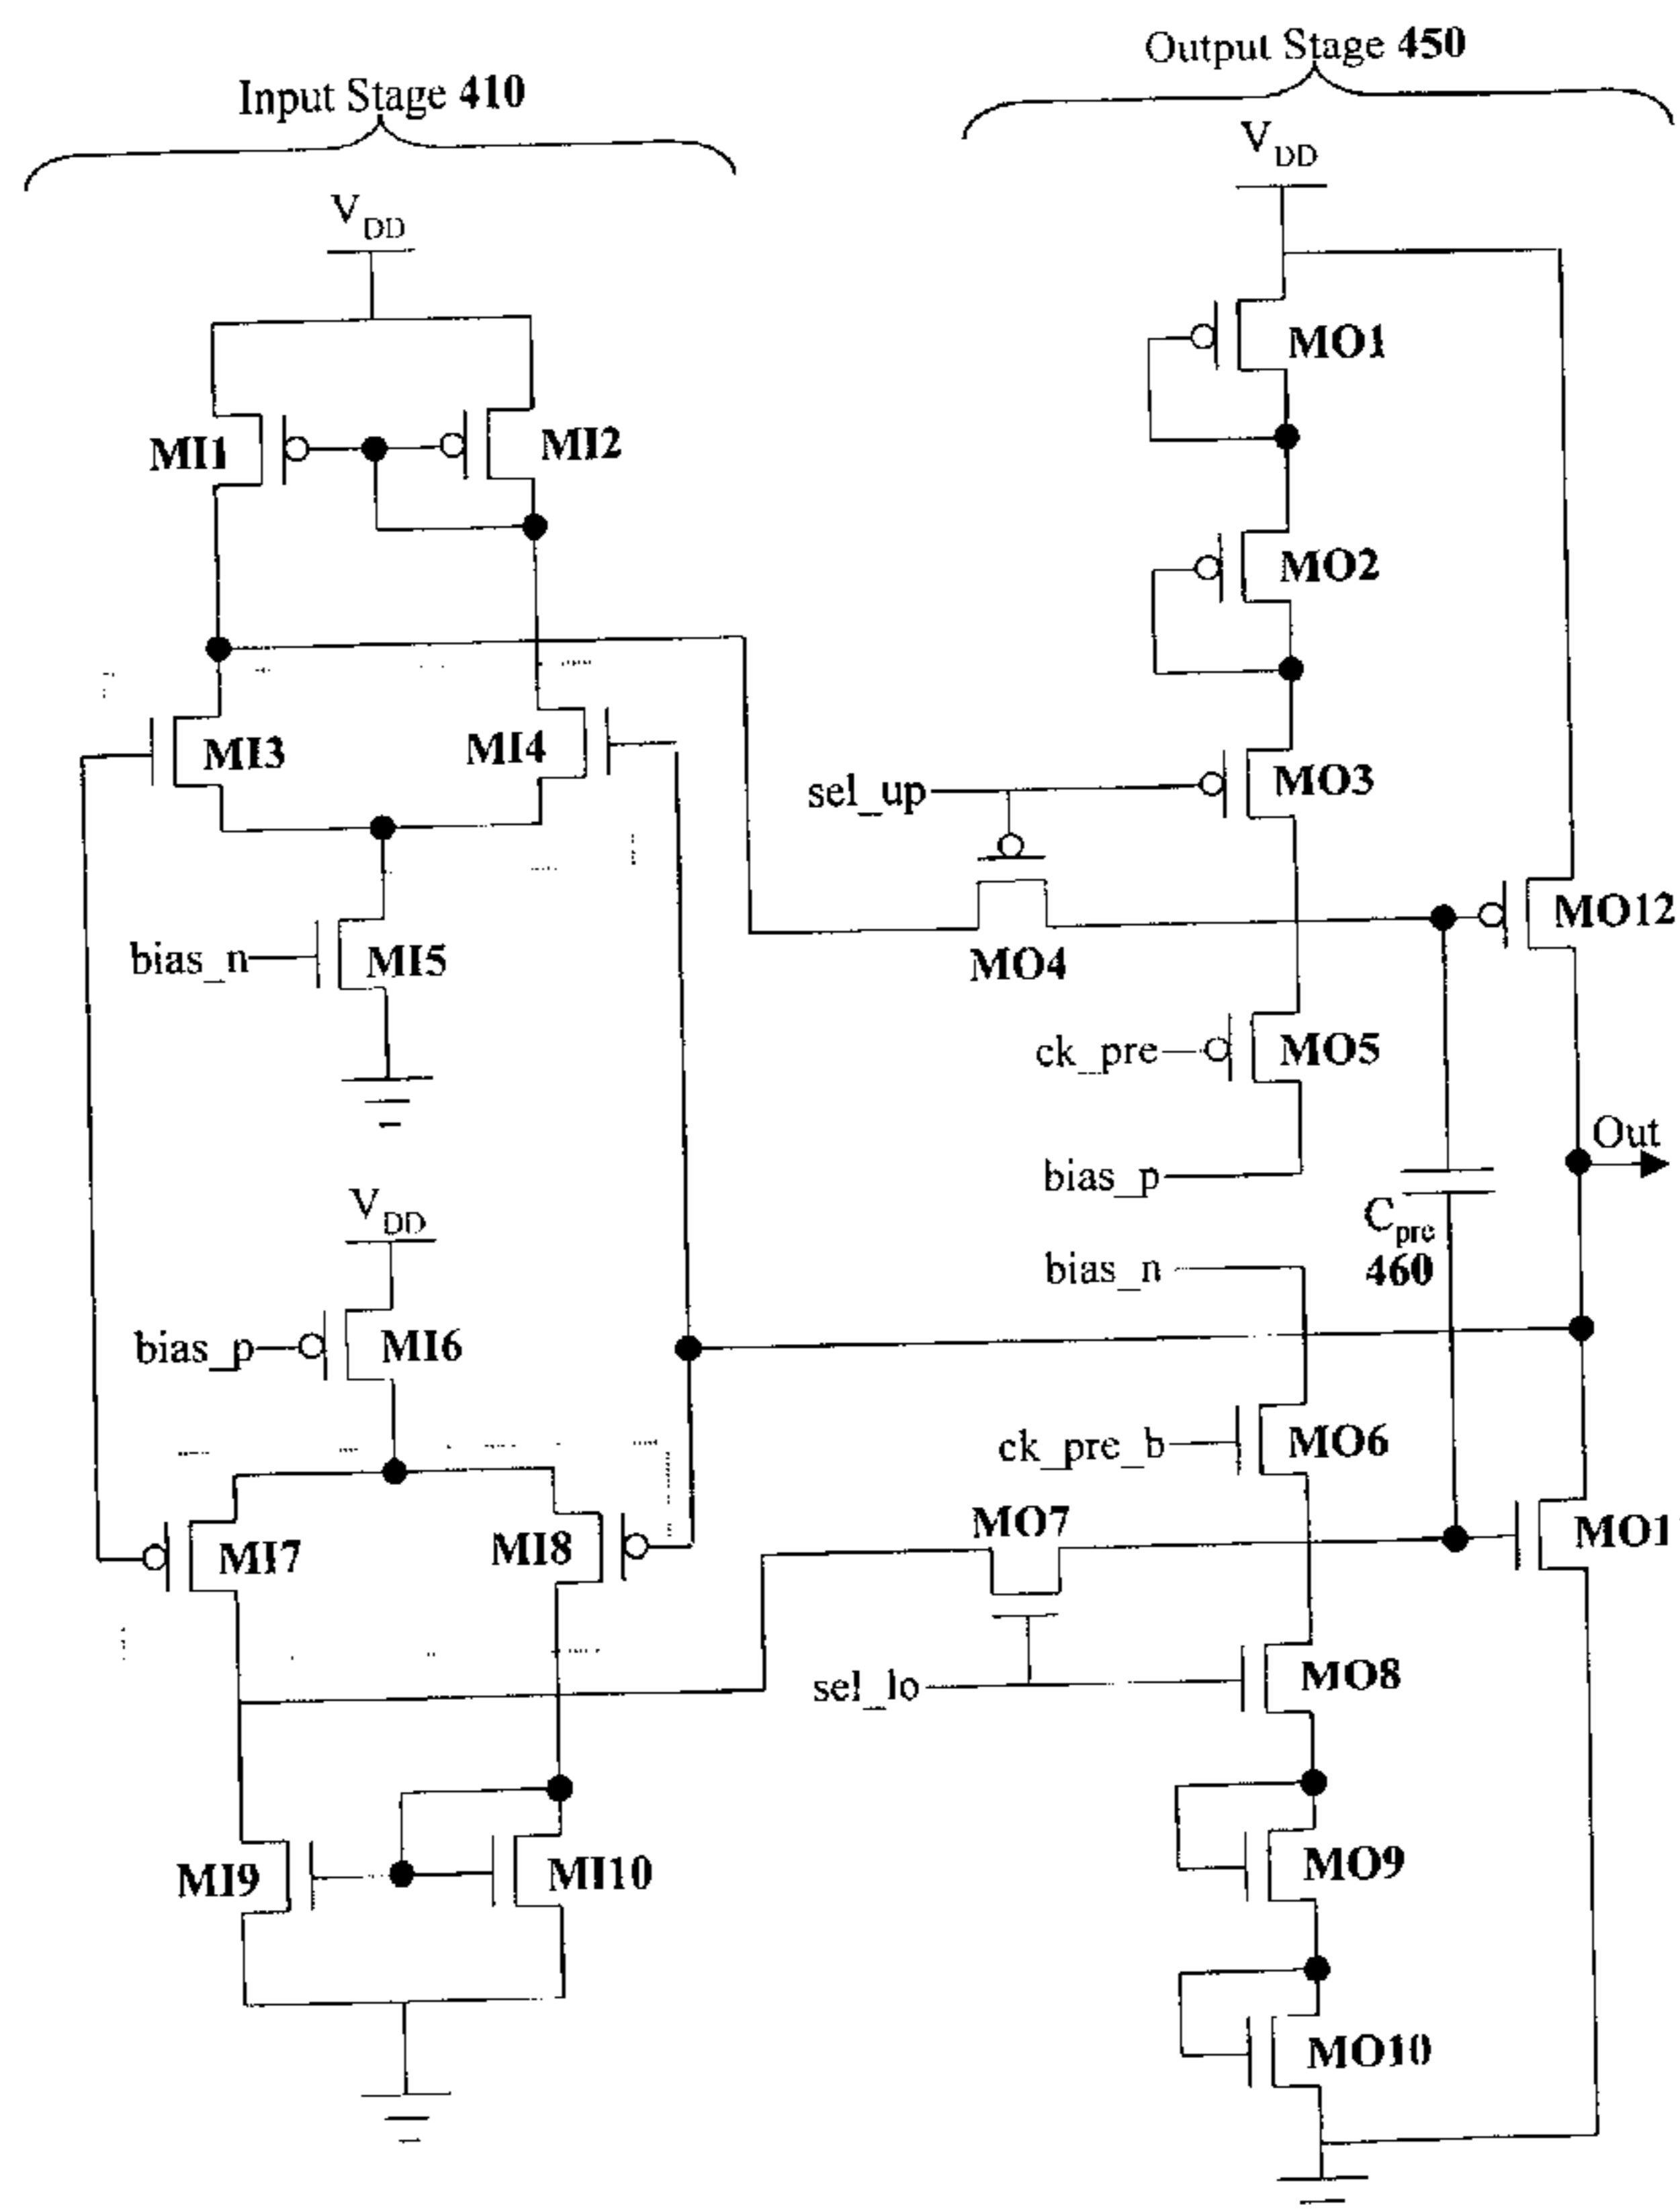 Input Stage 410
Output Stage 450
VDD
VDD
MI1
MI2
MO1
MO2
MI3
MI4
sel_up
MO3
MO12
bias_n
MI5
MO4
ck_pre
MO5
Out
bias_p
VDD
Cpre
460
bias_n
bias_p
MI6
ck_pre_b
MO6
MI7
MI8
MO7
MO1
sel_lo
MO8
MI9
MI10
MO9
MO10